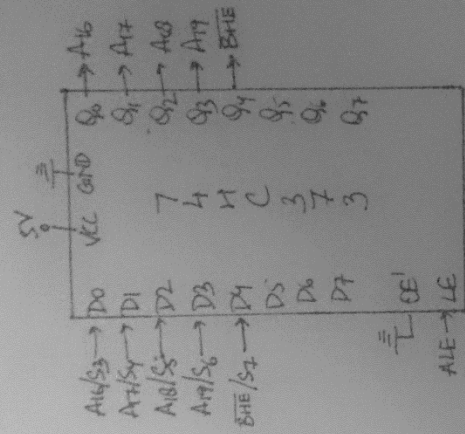 5V
VCC GND
A16/S3 → D0 Q0 → A16
A17/S4 → D1 Q1 → A17
A18/S5 → D2 7 Q2 → A18
A19/S6 → D3 4 Q3 → A19
B̅H̅E̅/S7 → D4 H Q4 → B̅H̅E̅
D5 C Q5
D6 3 Q6
D7 7 Q7
3
OE'
ALE → LE